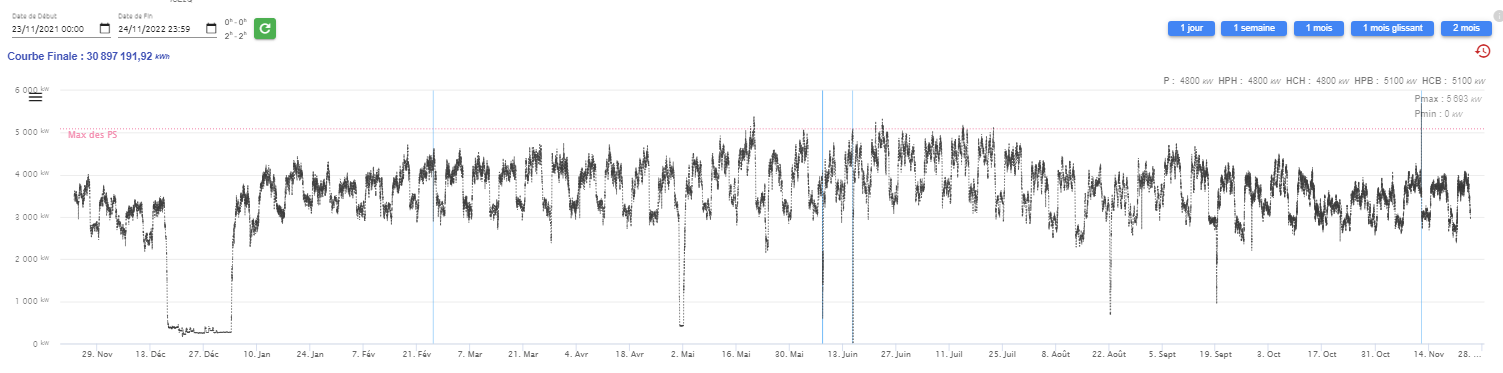 Date de Début
Date de Fin
23/11/2021 00:00
24/11/2022 23:59
0h - 0h
2h - 2h
1 jour
1 semaine
1 mois
1 mois glissant
2 mois
Courbe Finale : 30 897 191,92 kWh
P : 4800 kW HPH : 4800 kW HCH : 4800 kW HPB : 5100 kW HCB : 5100 kW
Pmax : 5 693 kW
Pmin : 0 kW
6 000 kW
Max des PS
5 000 kW
4 000 kW
3 000 kW
2 000 kW
1 000 kW
0 kW
29. Nov
13. Déc
27. Déc
10. Jan
24. Jan
7. Fév
21. Fév
7. Mar
21. Mar
4. Avr
18. Avr
2. Mai
16. Mai
30. Mai
13. Juin
27. Juin
11. Juil
25. Juil
8. Août
22. Août
5. Sept
19. Sept
3. Oct
17. Oct
31. Oct
14. Nov
28. ...